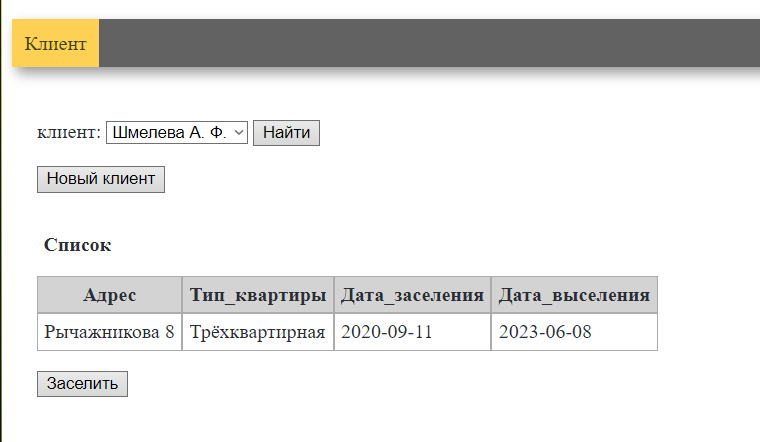 Клиент
клиент: Шмелева А. Ф. Найти
Новый клиент
Список
Адрес Тип_квартиры Дата_заселения Дата_выселения
Рычажникова 8 Трёхквартирная 2020-09-11 2023-06-08
Заселить